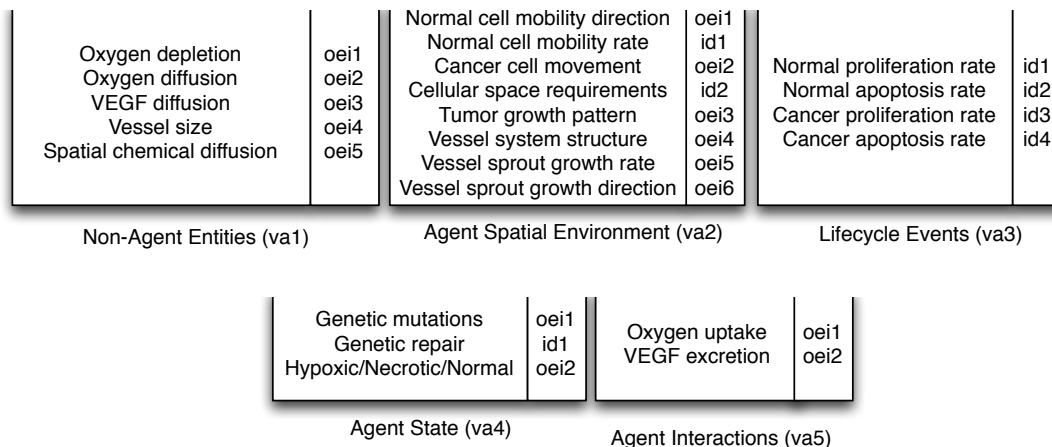 Oxygen depletion oei1
Oxygen diffusion oei2
VEGF diffusion oei3
Vessel size oei4
Spatial chemical diffusion oei5
Non-Agent Entities (va1)
Normal cell mobility direction oei1
Normal cell mobility rate id1
Cancer cell movement oei2
Cellular space requirements id2
Tumor growth pattern oei3
Vessel system structure oei4
Vessel sprout growth rate oei5
Vessel sprout growth direction oei6
Agent Spatial Environment (va2)
Normal proliferation rate id1
Normal apoptosis rate id2
Cancer proliferation rate id3
Cancer apoptosis rate id4
Lifecycle Events (va3)
Genetic mutations oei1
Genetic repair id1
Hypoxic/Necrotic/Normal oei2
Agent State (va4)
Oxygen uptake oei1
VEGF excretion oei2
Agent Interactions (va5)